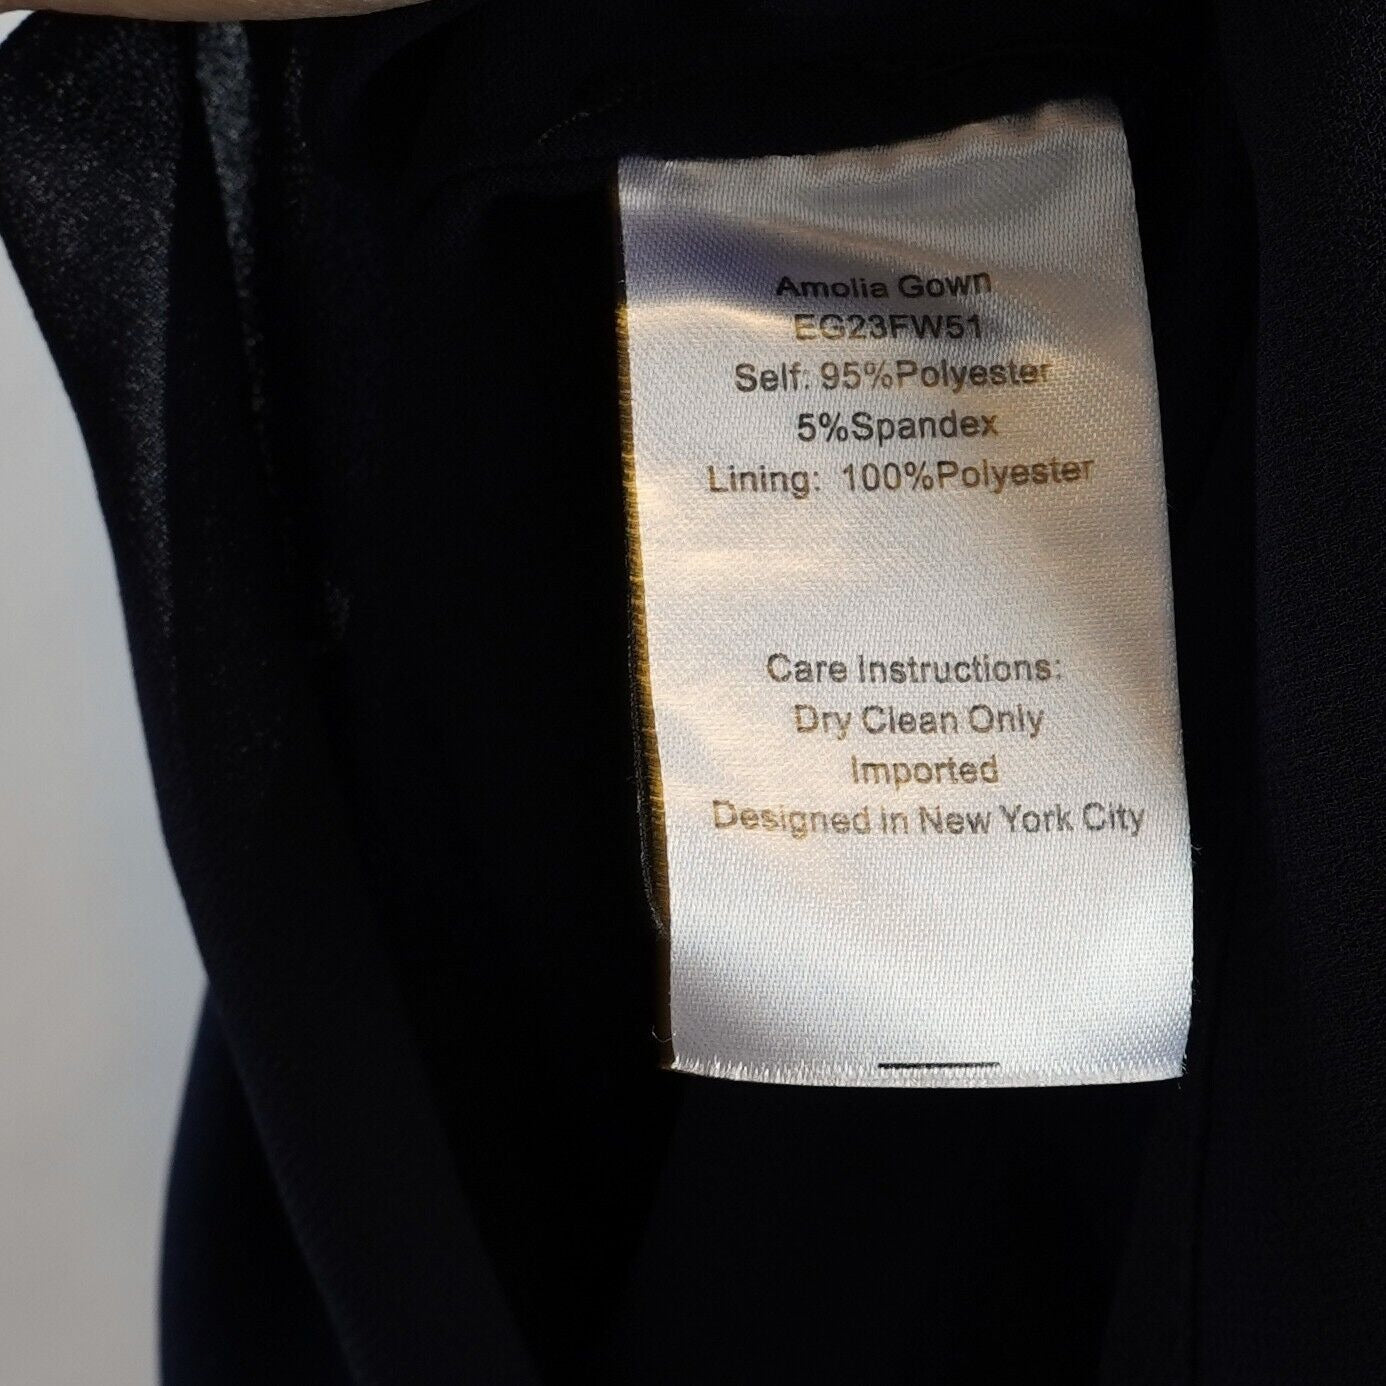 Amolia Gown
EG23FW51
Self: 95%Polyester
5%Spandex
Lining: 100%Polyester
Care Instructions:
Dry Clean Only
Imported
Designed in New York City